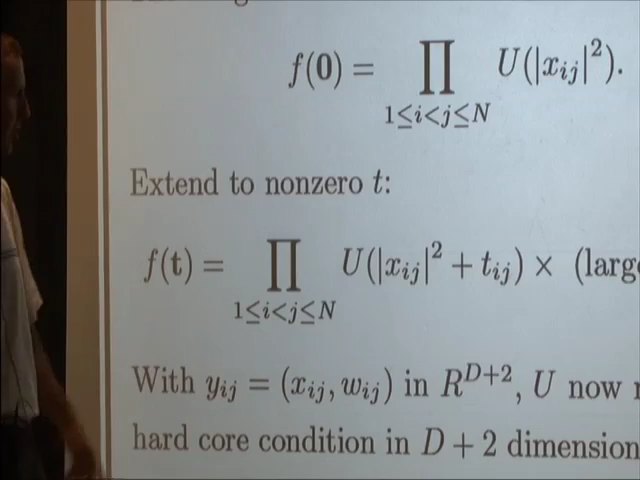 f(0) = ∏ U(|x_{ij}|^2).
1≤i<j≤N
Extend to nonzero t:
f(t) = ∏ U(|x_{ij}|^2 + t_{ij}) × (large
1≤i<j≤N
With y_{ij} = (x_{ij}, w_{ij}) in R^{D+2}, U now
hard core condition in D + 2 dimension